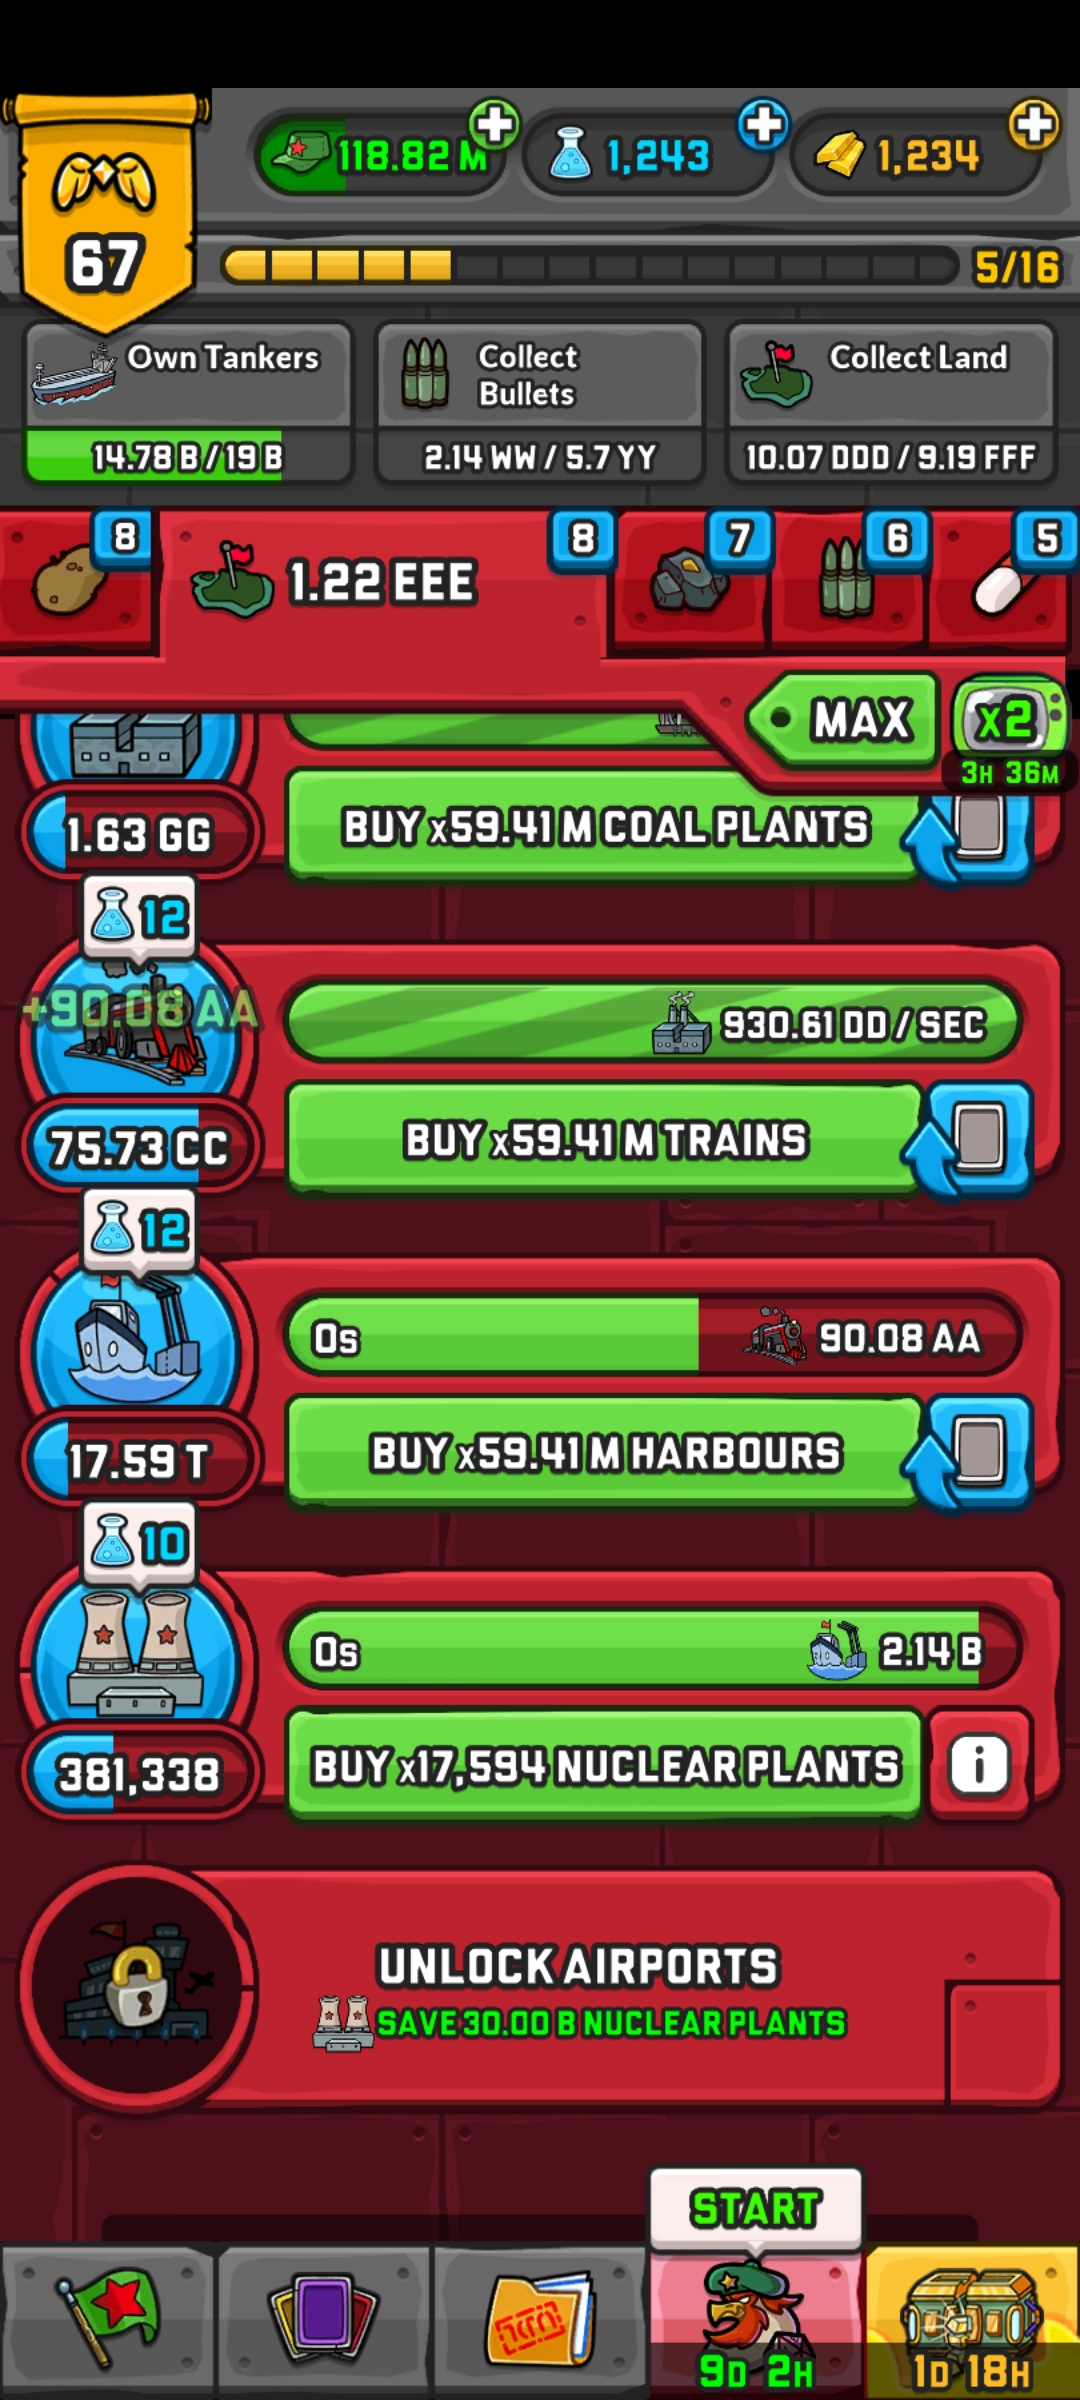 118.82 M
1,243
1,234
67
5/16
Own Tankers
14.78 B / 19 B
Collect
Bullets
2.14 WW / 5.7 YY
Collect Land
10.07 DDD / 9.19 FFF
8
1.22 EEE
8
7
6
5
MAX
x2
3H 36M
1.63 GG
BUY x59.41 M COAL PLANTS
12
+90.08 AA
930.61 DD / SEC
75.73 CC
BUY x59.41 M TRAINS
12
0s
90.08 AA
17.59 T
BUY x59.41 M HARBOURS
10
0s
2.14 B
381,338
BUY x17,594 NUCLEAR PLANTS
i
UNLOCK AIRPORTS
SAVE 30.00 B NUCLEAR PLANTS
START
9D 2H
1D 18H